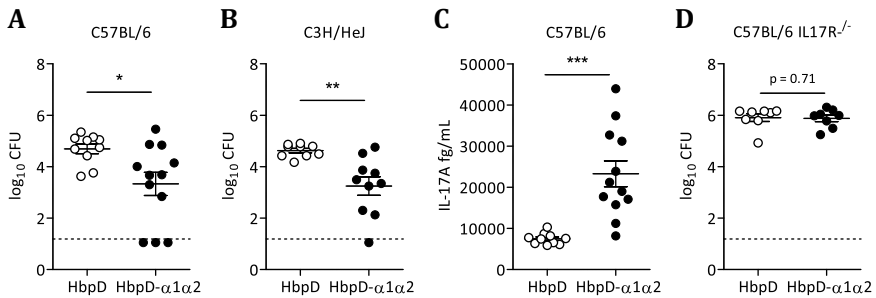 A
C57BL/6
*
log10 CFU
8
6
4
2
0
HbpD HbpD-α1α2
B
C3H/HeJ
**
log10 CFU
8
6
4
2
0
HbpD HbpD-α1α2
C
C57BL/6
***
IL-17A fg/mL
50000
40000
30000
20000
10000
0
HbpD HbpD-α1α2
D
C57BL/6 IL17R-/-
p = 0.71
log10 CFU
8
6
4
2
0
HbpD HbpD-α1α2